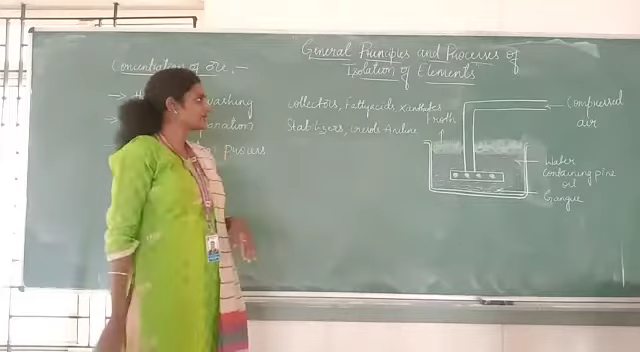 General Principles and Processes of
Isolation of Elements
Concentration of ore,-
washing
process
Collectors, Fattyacids xanthates
Stabilizers, cresols Aniline
Froth
Compressed
air
Water
containing pine
oil
Gangue